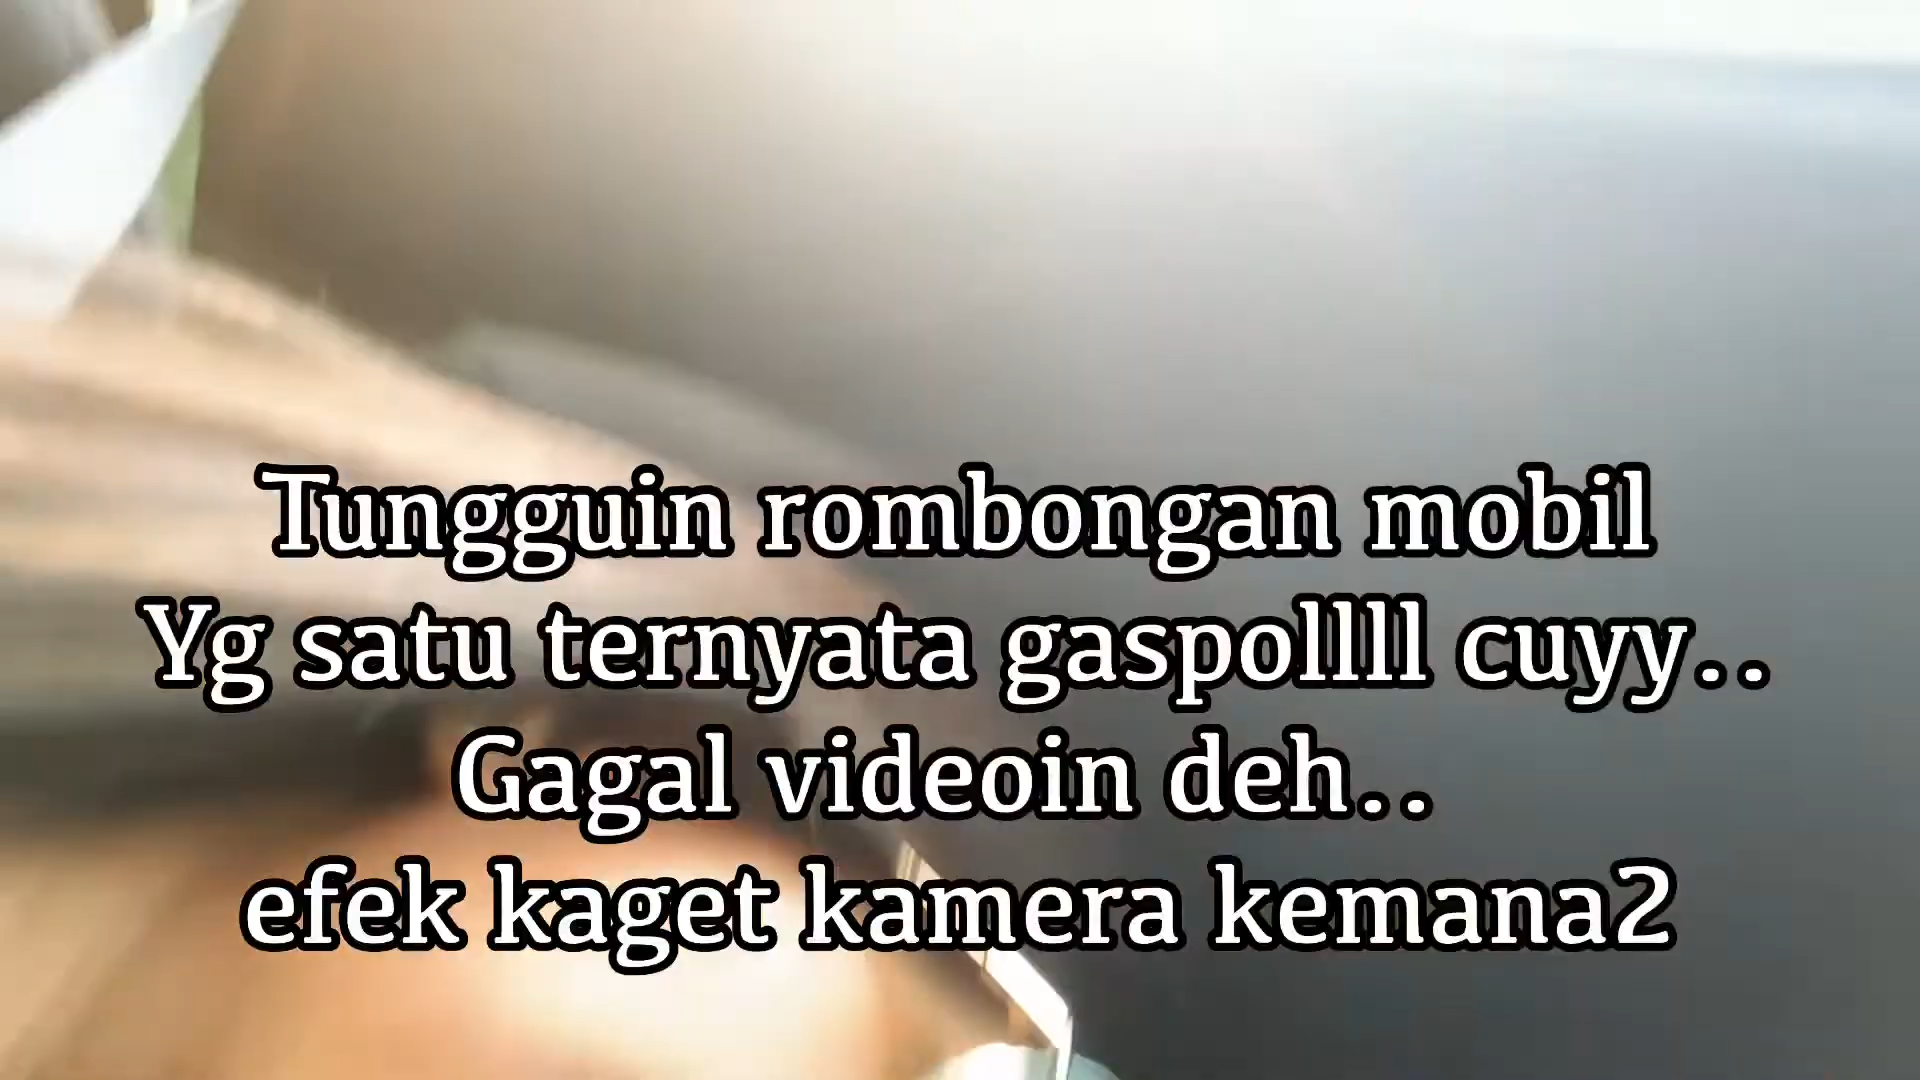 Tungguin rombongan mobil
Yg satu ternyata gaspollll cuyy..
Gagal videoin deh..
efek kaget kamera kemana2